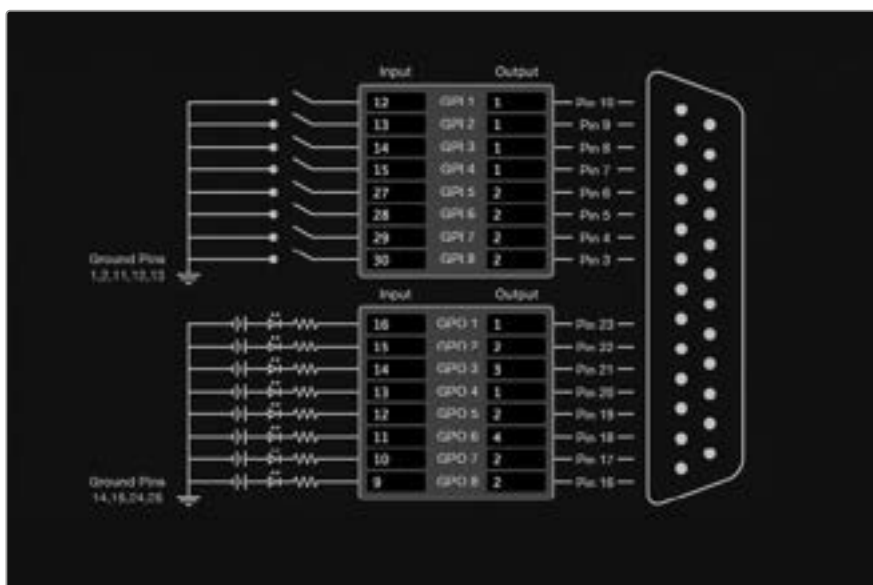 Input Output
12 GPI 1 1 Pin 10
13 GPI 2 1 Pin 9
14 GPI 3 1 Pin 8
15 GPI 4 1 Pin 7
27 GPI 5 2 Pin 6
28 GPI 6 2 Pin 5
29 GPI 7 2 Pin 4
30 GPI 8 2 Pin 3
Ground Pins
1,2,11,12,13
Input Output
16 GPO 1 1 Pin 23
15 GPO 2 2 Pin 22
14 GPO 3 3 Pin 21
13 GPO 4 1 Pin 20
12 GPO 5 2 Pin 19
11 GPO 6 4 Pin 18
10 GPO 7 2 Pin 17
9 GPO 8 2 Pin 16
Ground Pins